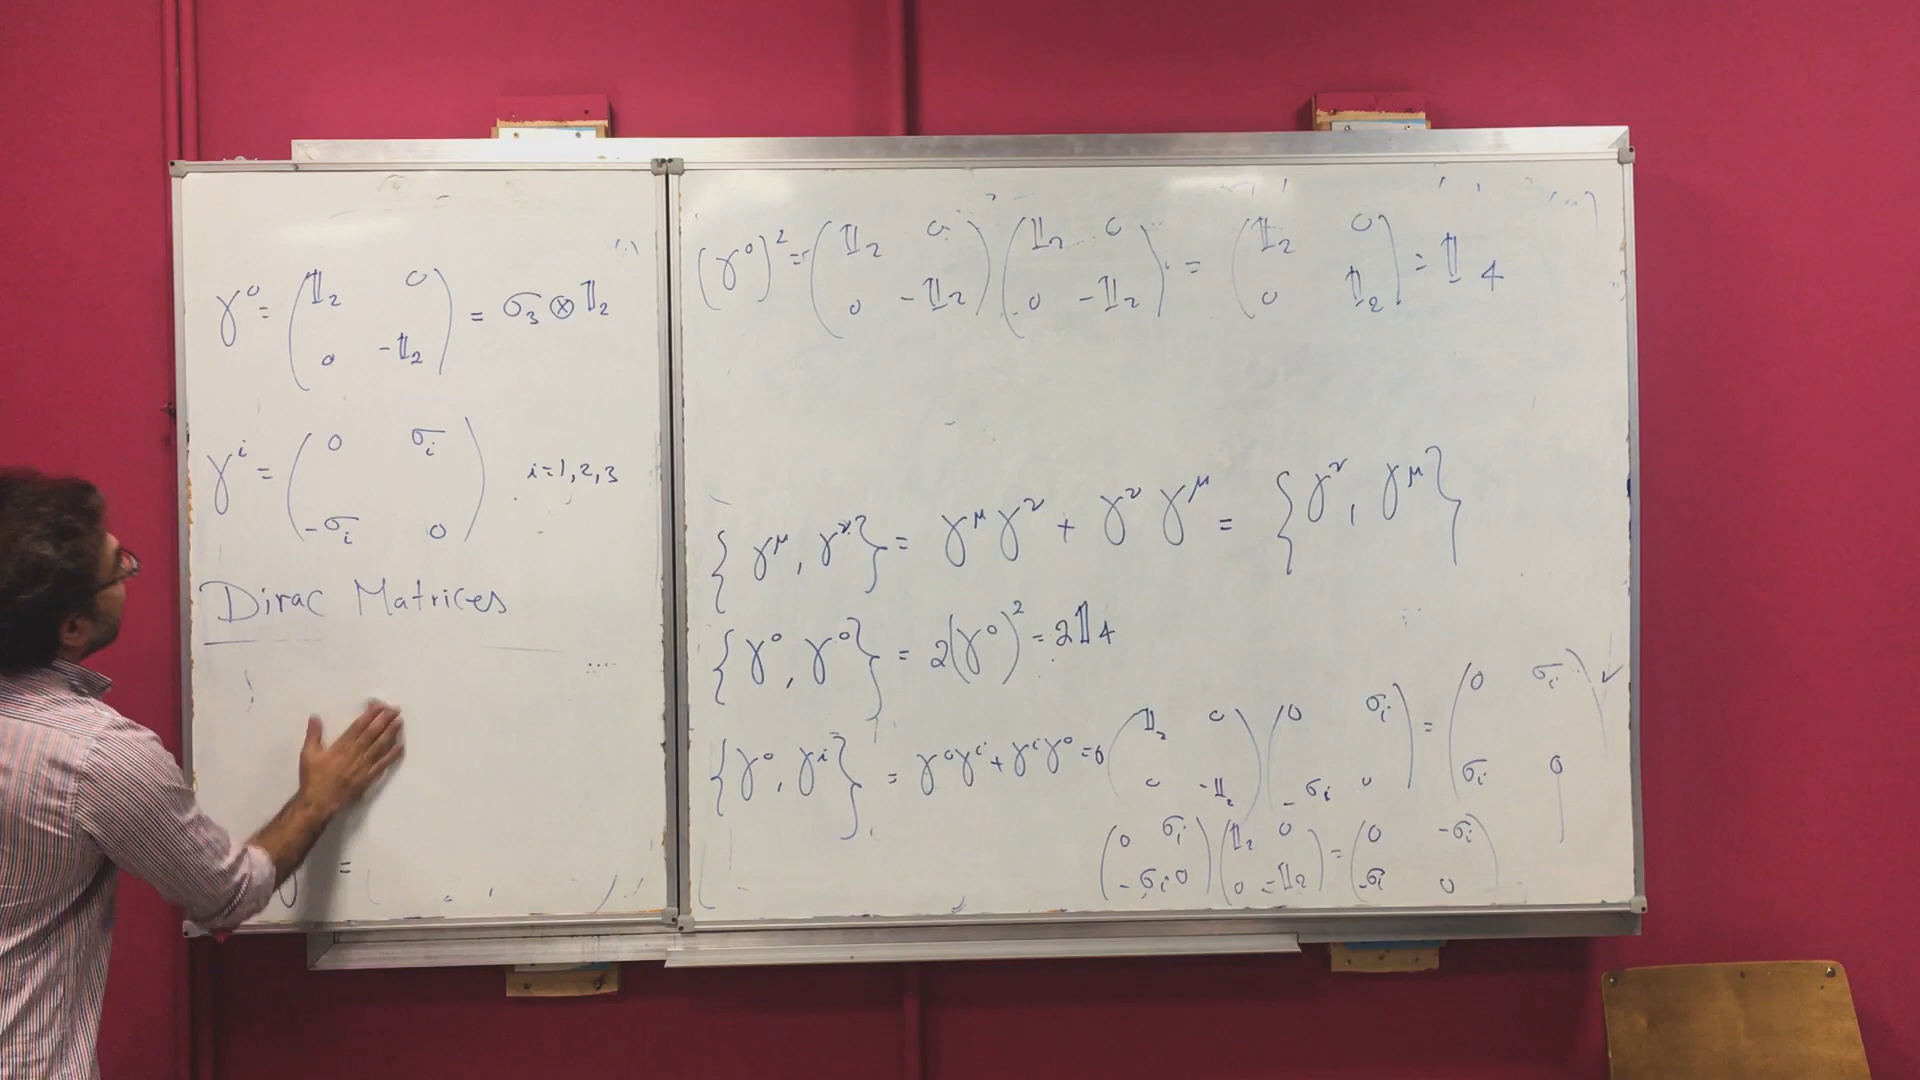 γ⁰ = ( 𝟙₂ 0 ; 0 -𝟙₂ ) = σ₃ ⊗ 𝟙₂
γⁱ = ( 0 σᵢ ; -σᵢ 0 ) i=1,2,3
Dirac Matrices
(γ⁰)² = ( 𝟙₂ 0 ; 0 -𝟙₂ ) ( 𝟙₂ 0 ; 0 -𝟙₂ ) = ( 𝟙₂ 0 ; 0 𝟙₂ ) = 𝟙₄
{ γ^μ, γ^ν } = γ^μ γ^ν + γ^ν γ^μ = { γ^ν, γ^μ }
{ γ⁰, γ⁰ } = 2(γ⁰)² = 2𝟙₄
{ γ⁰, γⁱ } = γ⁰γⁱ + γⁱγ⁰ = 0 ( 𝟙₂ 0 ; 0 -𝟙₂ ) ( 0 σᵢ ; -σᵢ 0 ) = ( 0 σᵢ ; σᵢ 0 ) ✓
( 0 σᵢ ; -σᵢ 0 ) ( 𝟙₂ 0 ; 0 -𝟙₂ ) = ( 0 -σᵢ ; -σᵢ 0 )